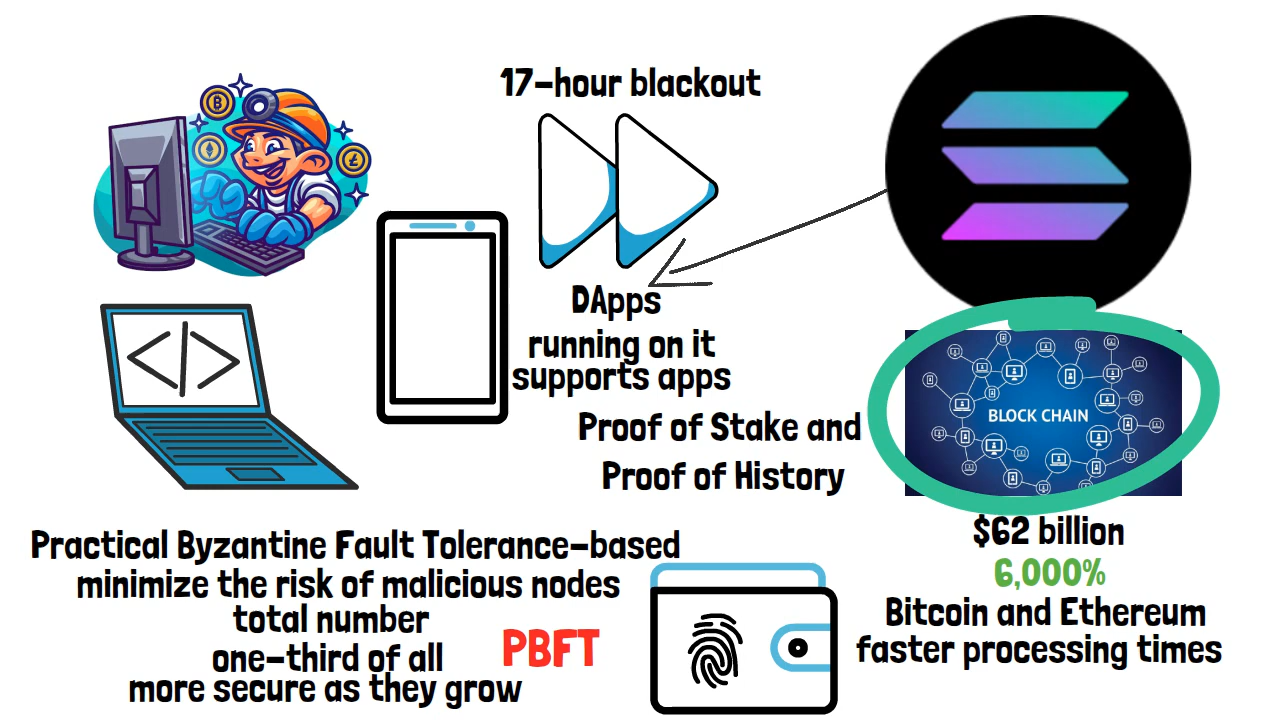 17-hour blackout
DApps
running on it
supports apps
Proof of Stake and
Proof of History
BLOCK CHAIN
$62 billion
6,000%
Bitcoin and Ethereum
faster processing times
Practical Byzantine Fault Tolerance-based
minimize the risk of malicious nodes
total number
one-third of all
more secure as they grow
PBFT